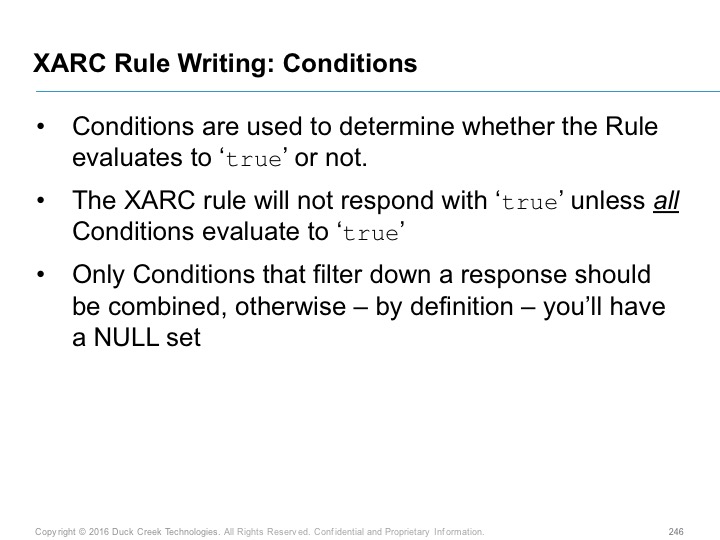 XARC Rule Writing: Conditions
• Conditions are used to determine whether the Rule
evaluates to ‘true’ or not.
• The XARC rule will not respond with ‘true’ unless all
Conditions evaluate to ‘true’
• Only Conditions that filter down a response should
be combined, otherwise – by definition – you’ll have
a NULL set
Copyright © 2016 Duck Creek Technologies. All Rights Reserved. Confidential and Proprietary Information. 246